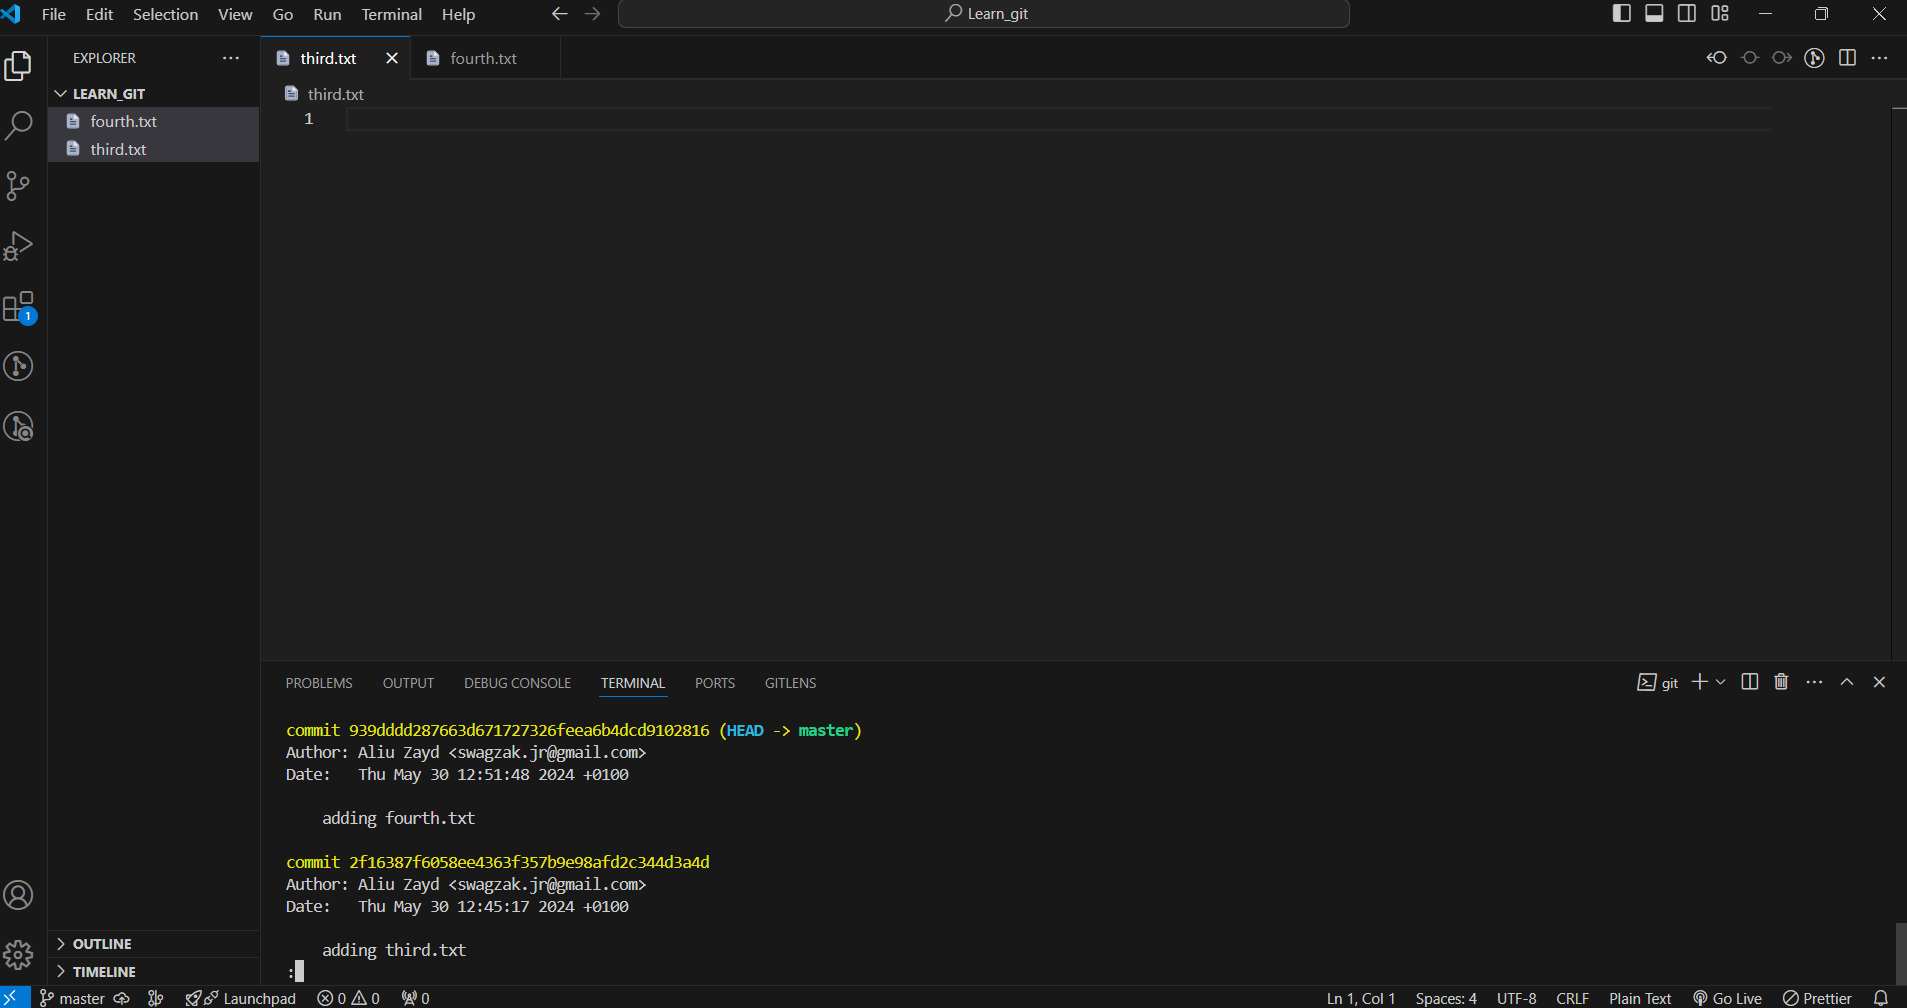 File Edit Selection View Go Run Terminal Help
Learn_git
EXPLORER
third.txt
fourth.txt
LEARN_GIT
fourth.txt
third.txt
third.txt
1
1
PROBLEMS OUTPUT DEBUG CONSOLE TERMINAL PORTS GITLENS
git
commit 939dddd287663d671727326feea6b4dcd9102816 (HEAD -> master)
Author: Aliu Zayd <swagzak.jr@gmail.com>
Date:   Thu May 30 12:51:48 2024 +0100
adding fourth.txt
commit 2f16387f6058ee4363f357b9e98afd2c344d3a4d
Author: Aliu Zayd <swagzak.jr@gmail.com>
Date:   Thu May 30 12:45:17 2024 +0100
adding third.txt
:
OUTLINE
TIMELINE
master Launchpad 0 0 0 Ln 1, Col 1 Spaces: 4 UTF-8 CRLF Plain Text Go Live Prettier